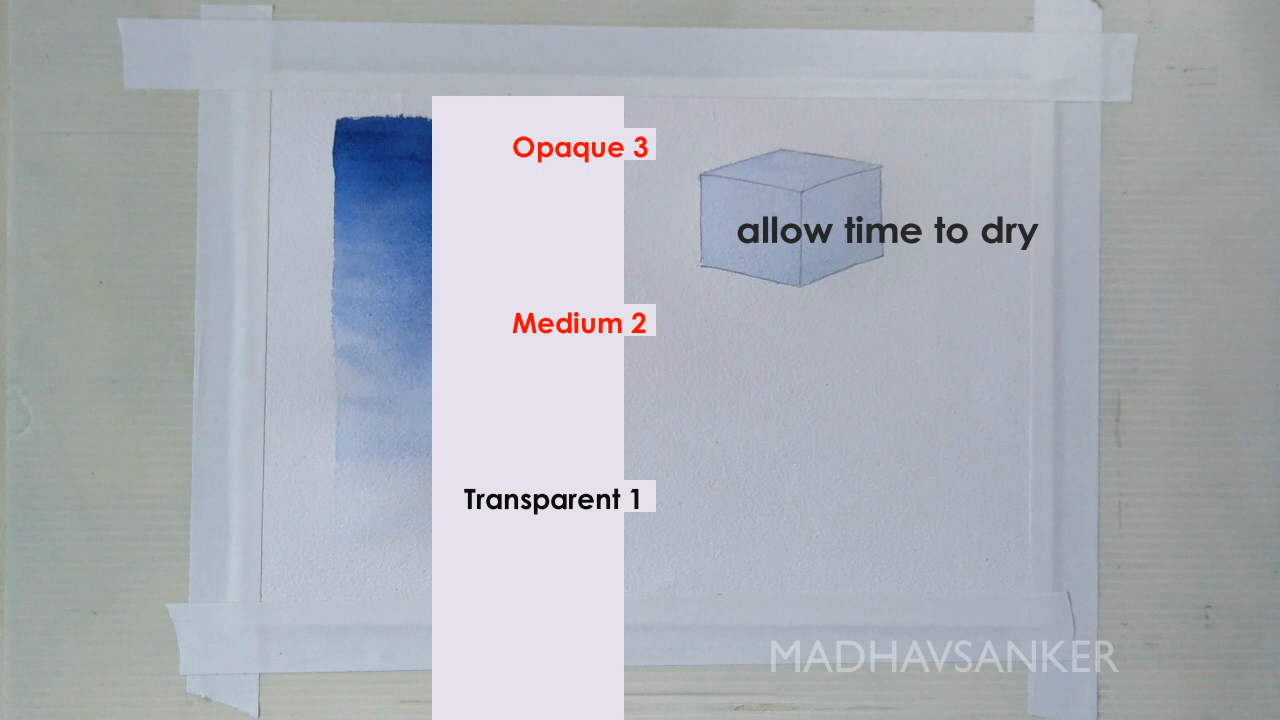 Opaque 3
allow time to dry
Medium 2
Transparent 1
MADHAVSANKER